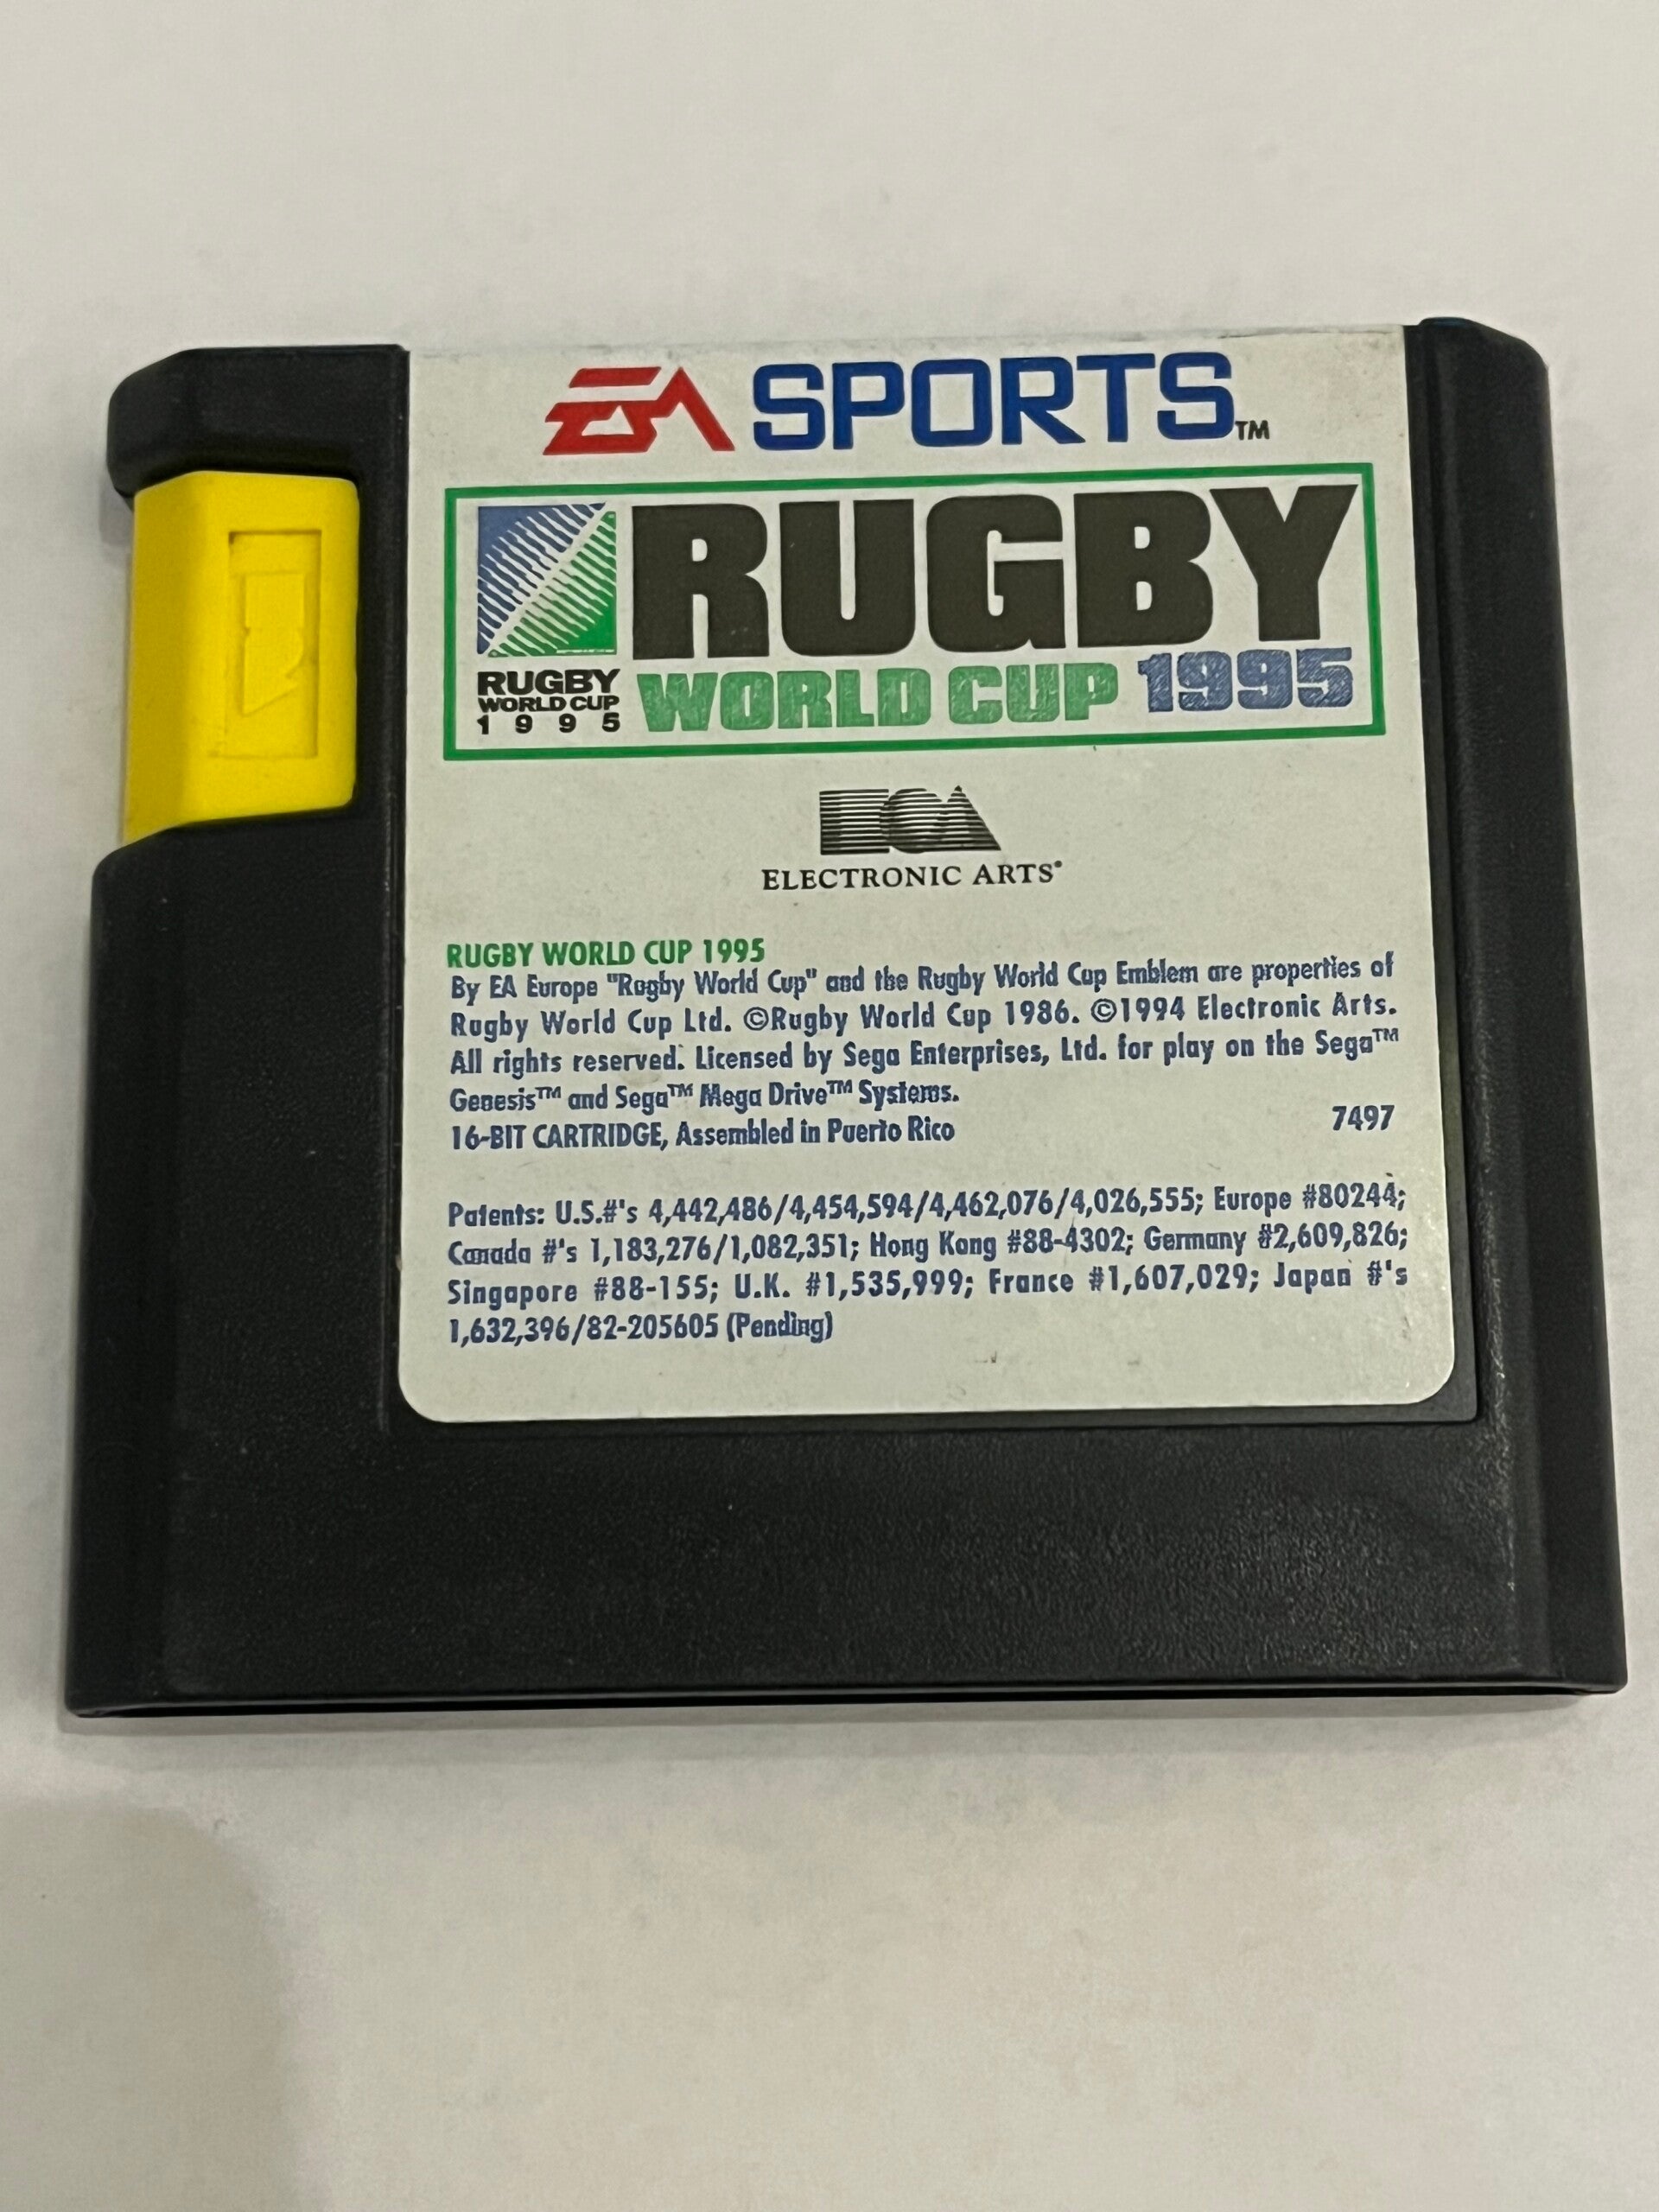 EA SPORTS™
RUGBY
WORLD CUP 1995
RUGBY
WORLD CUP
1 9 9 5
ELECTRONIC ARTS®
RUGBY WORLD CUP 1995
By EA Europe "Rugby World Cup" and the Rugby World Cup Emblem are properties of
Rugby World Cup Ltd. ©Rugby World Cup 1986. ©1994 Electronic Arts.
All rights reserved. Licensed by Sega Enterprises, Ltd. for play on the Sega™
Genesis™ and Sega™ Mega Drive™ Systems.
16-BIT CARTRIDGE, Assembled in Puerto Rico 7497
Patents: U.S.#'s 4,442,486/4,454,594/4,462,076/4,026,555; Europe #80244;
Canada #'s 1,183,276/1,082,351; Hong Kong #88-4302; Germany #2,609,826;
Singapore #88-155; U.K. #1,535,999; France #1,607,029; Japan #'s
1,632,396/82-205605 (Pending)